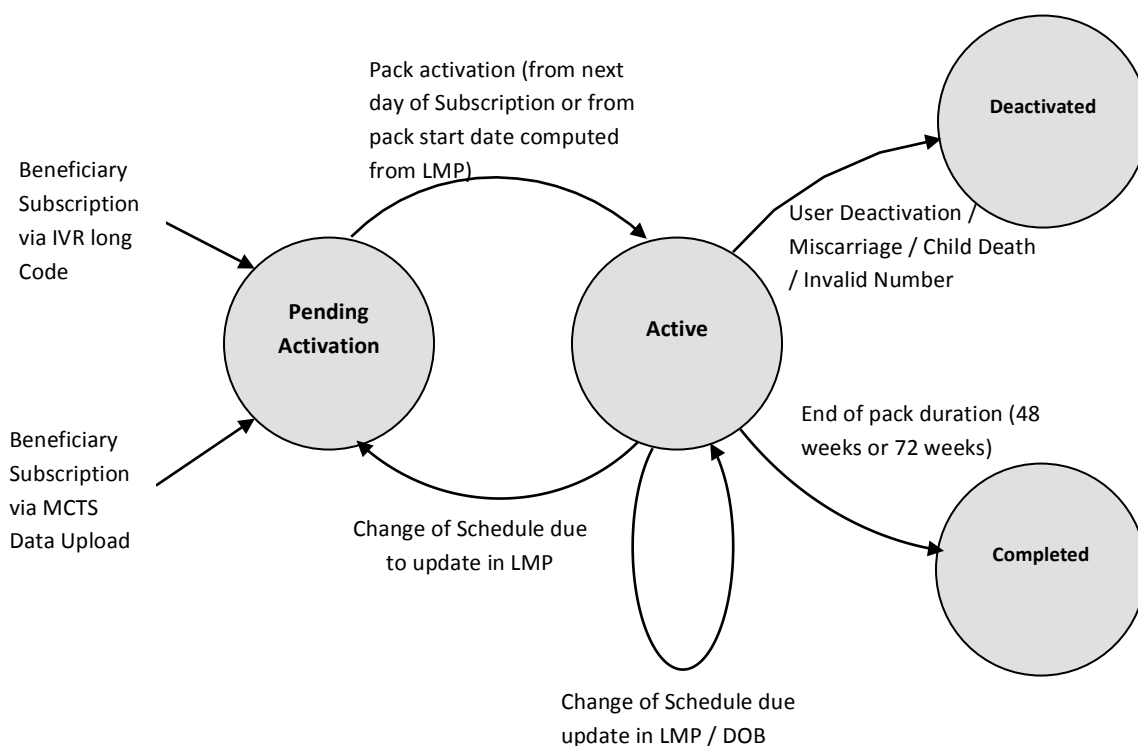 Pack activation (from next
day of Subscription or from
pack start date computed
from LMP)
Deactivated
Beneficiary
Subscription
via IVR long
Code
User Deactivation /
Miscarriage / Child Death
/ Invalid Number
Pending
Activation
Active
End of pack duration (48
weeks or 72 weeks)
Beneficiary
Subscription
via MCTS
Data Upload
Change of Schedule due
to update in LMP
Completed
Change of Schedule due
update in LMP / DOB